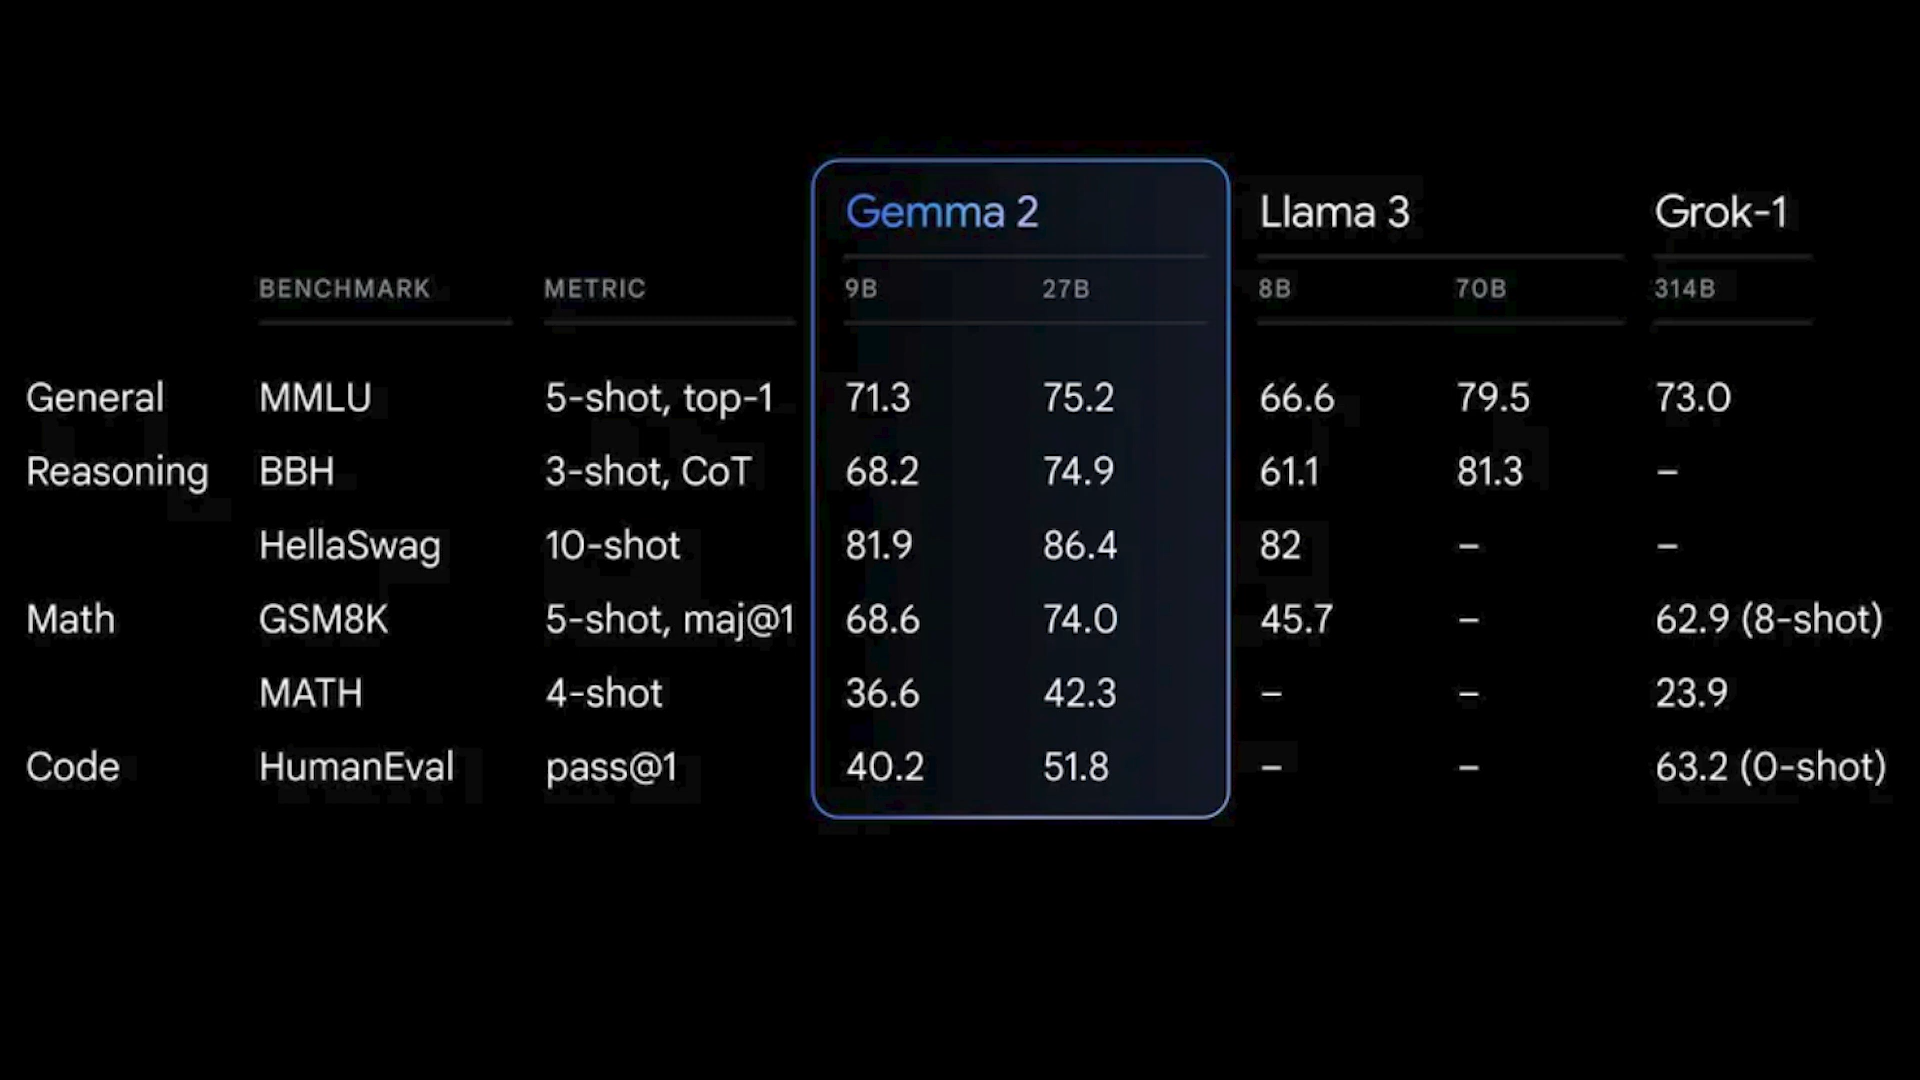 Gemma 2 Llama 3 Grok-1
BENCHMARK METRIC 9B 27B 8B 70B 314B
General MMLU 5-shot, top-1 71.3 75.2 66.6 79.5 73.0
Reasoning BBH 3-shot, CoT 68.2 74.9 61.1 81.3 –
HellaSwag 10-shot 81.9 86.4 82 – –
Math GSM8K 5-shot, maj@1 68.6 74.0 45.7 – 62.9 (8-shot)
MATH 4-shot 36.6 42.3 – – 23.9
Code HumanEval pass@1 40.2 51.8 – – 63.2 (0-shot)